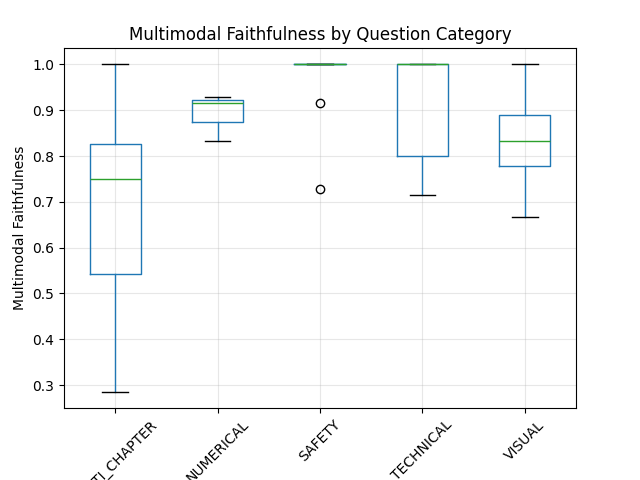 Multimodal Faithfulness by Question Category
Multimodal Faithfulness
1.0
0.9
0.8
0.7
0.6
0.5
0.4
0.3
TI_CHAPTER
NUMERICAL
SAFETY
TECHNICAL
VISUAL